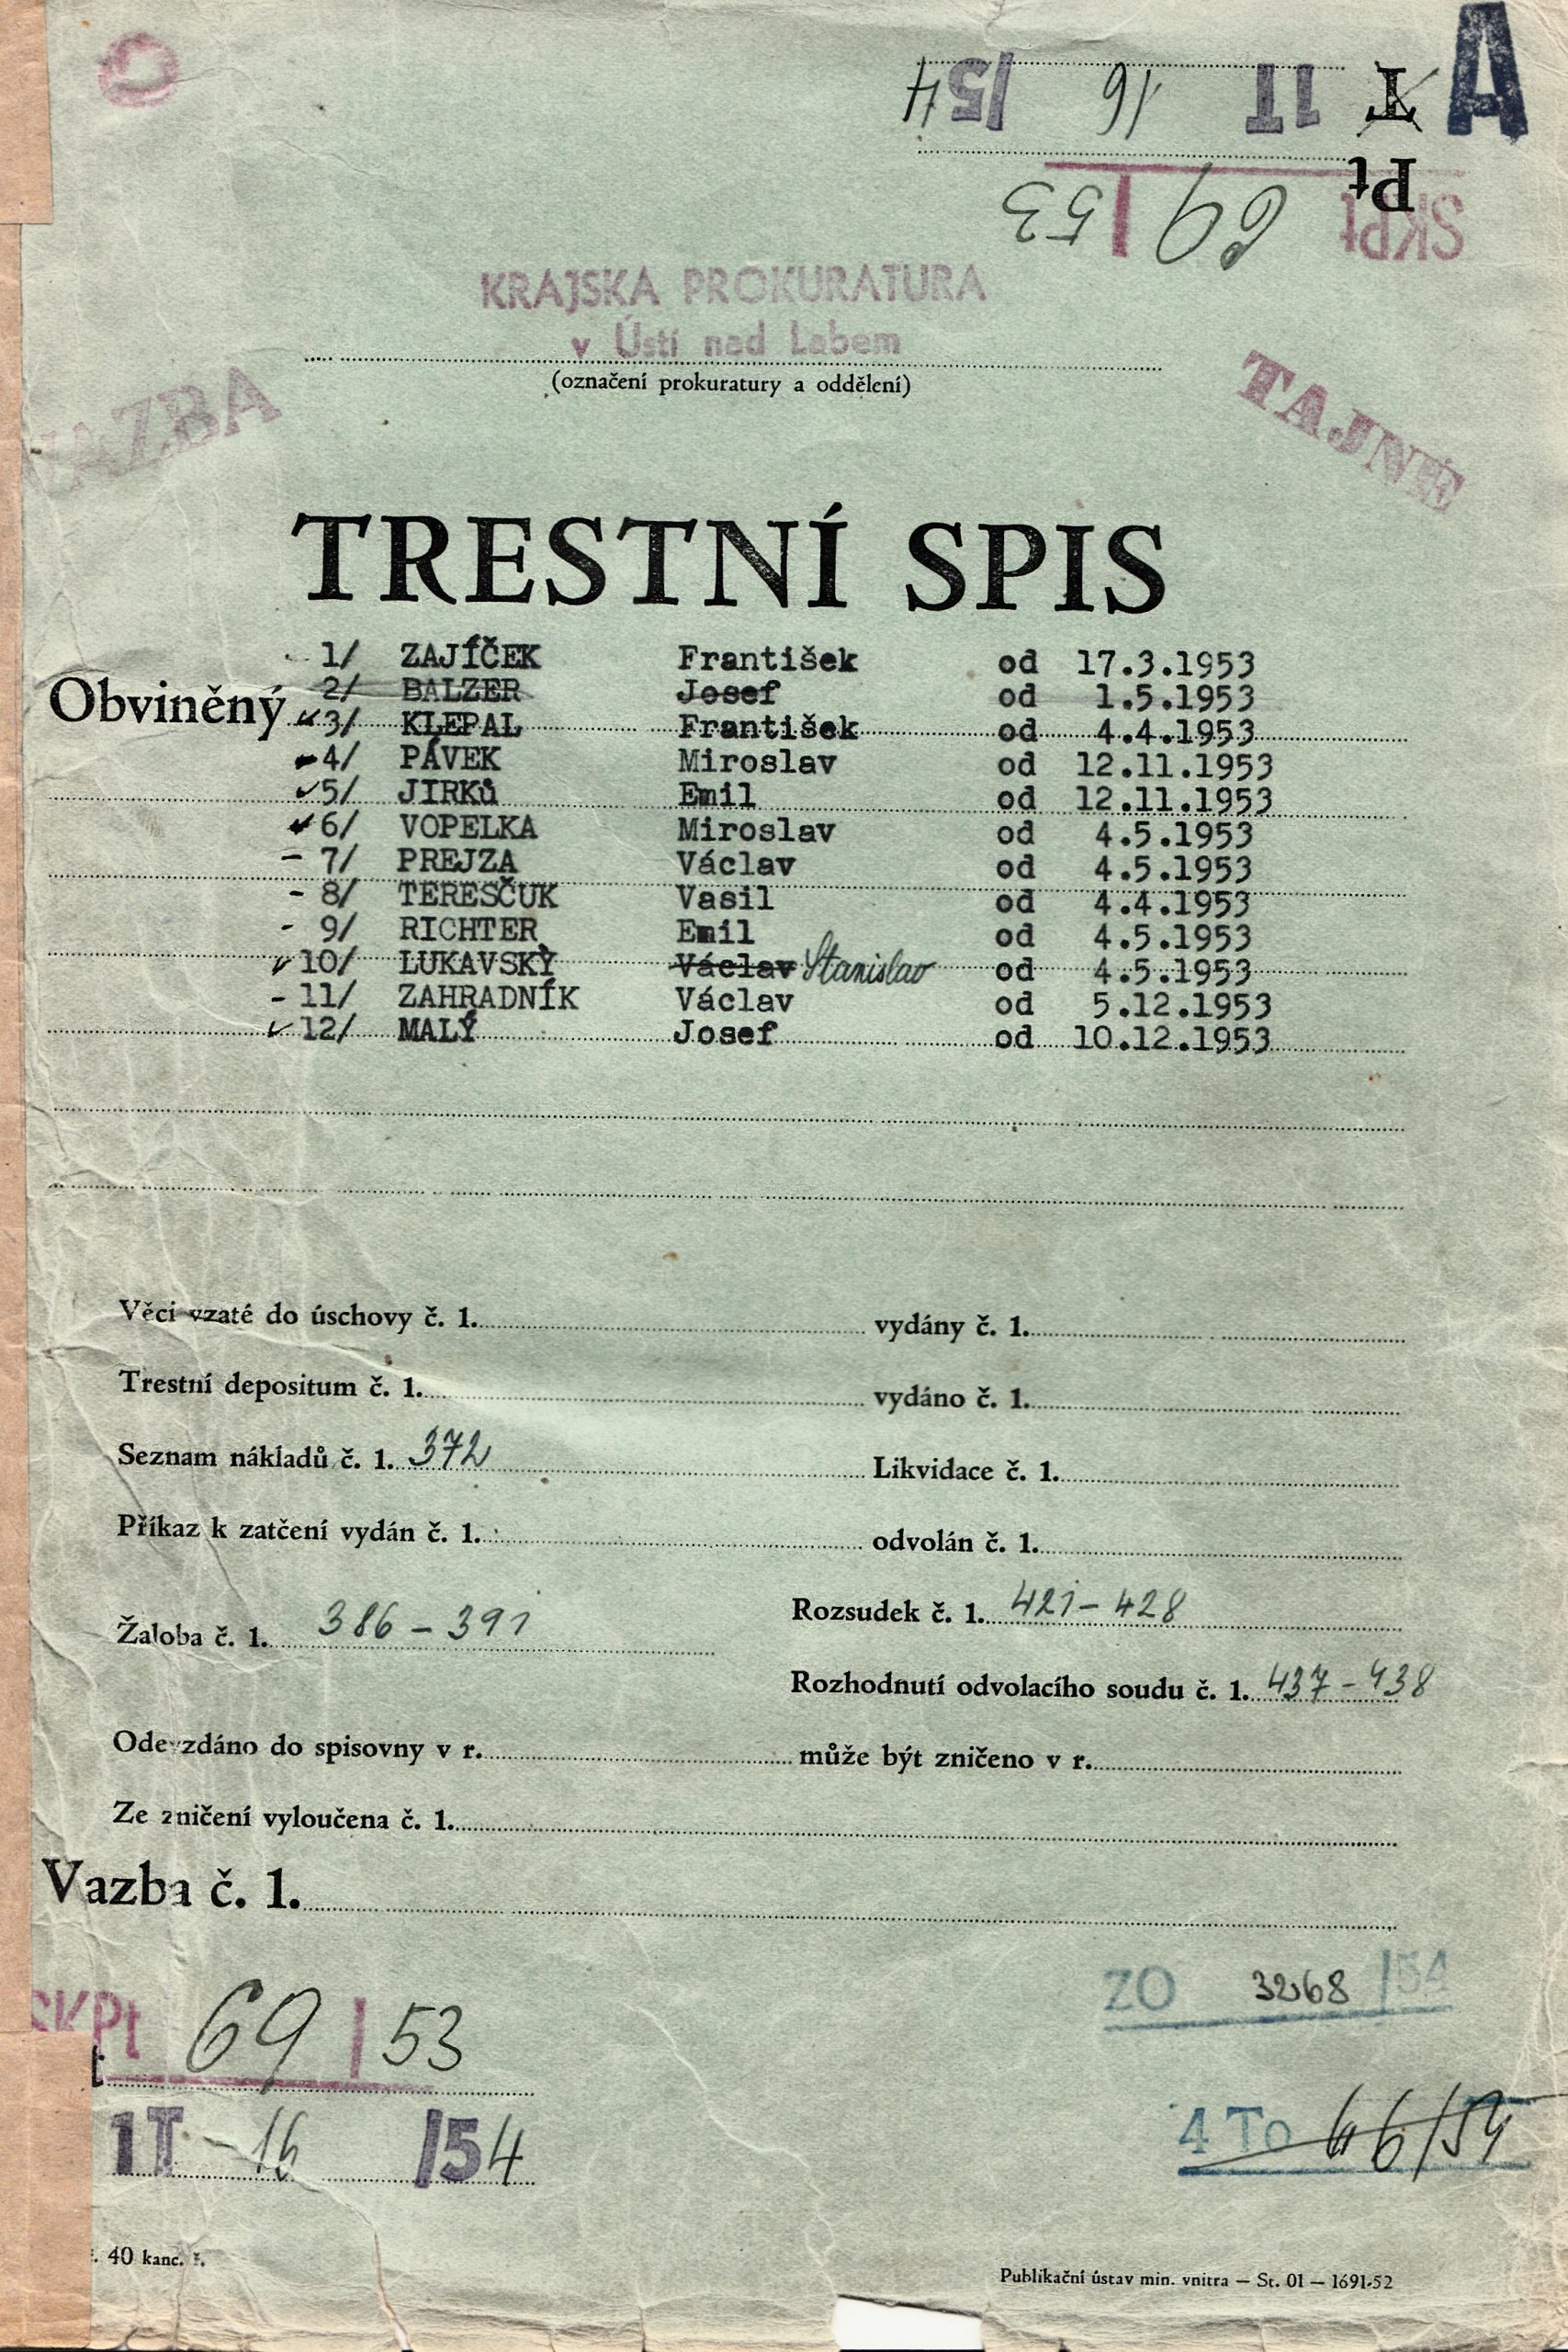 A
T 1T 16 /54
Pt
SKPt 69/53
KRAJSKA PROKURATURA
v Ústí nad Labem
(označení prokuratury a oddělení)
VAZBA
TAJNÉ
TRESTNÍ SPIS
Obviněný
1/ ZAJÍČEK František od 17.3.1953
2/ BALZER Josef od 1.5.1953
3/ KLEPAL František od 4.4.1953
4/ PÁVEK Miroslav od 12.11.1953
5/ JIRKů Emil od 12.11.1953
6/ VOPELKA Miroslav od 4.5.1953
7/ PREJZA Václav od 4.5.1953
8/ TERESČUK Vasil od 4.4.1953
9/ RICHTER Emil od 4.5.1953
10/ LUKAVSKÝ Václav Stanislav od 4.5.1953
11/ ZAHRADNÍK Václav od 5.12.1953
12/ MALÝ Josef od 10.12.1953
Věci vzaté do úschovy č. l. vydány č. l.
Trestní depositum č. l. vydáno č. l.
Seznam nákladů č. l. 372 Likvidace č. l.
Příkaz k zatčení vydán č. l. odvolán č. l.
Žaloba č. l. 386 – 391 Rozsudek č. l. 421 – 428
Rozhodnutí odvolacího soudu č. l. 437 – 438
Odevzdáno do spisovny v r. může být zničeno v r.
Ze zničení vyloučena č. l.
Vazba č. l.
SKPt 69/53
ZO 3268/54
1T – 16 /54
4 To 46/54
40 kanc. ř.
Publikační ústav min. vnitra — St. 01 — 1691-52